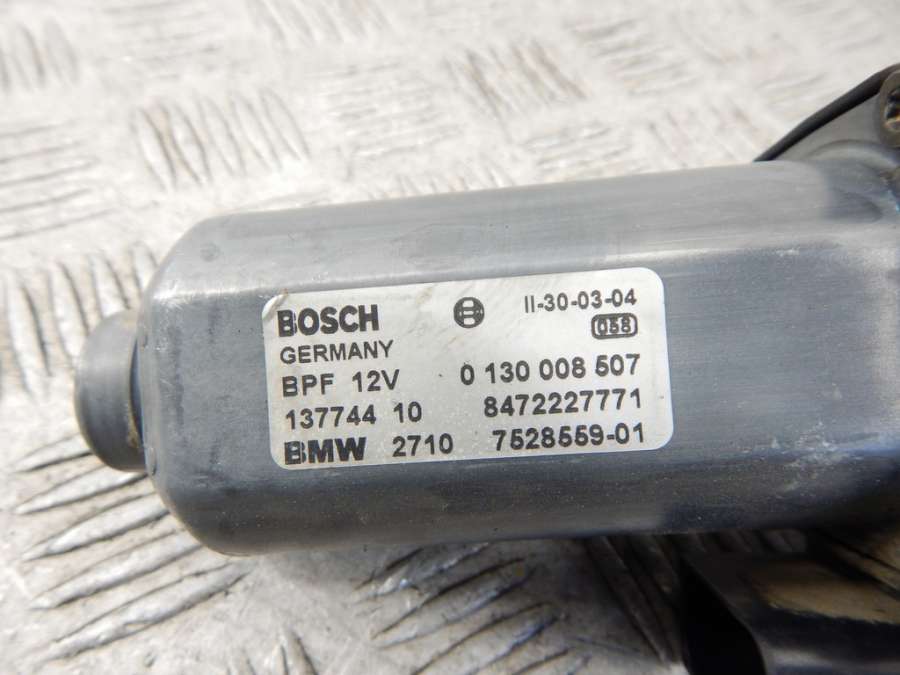 BOSCH II-30-03-04
GERMANY 058
BPF 12V 0 130 008 507
137744 10 8472227771
BMW 2710 7528559-01